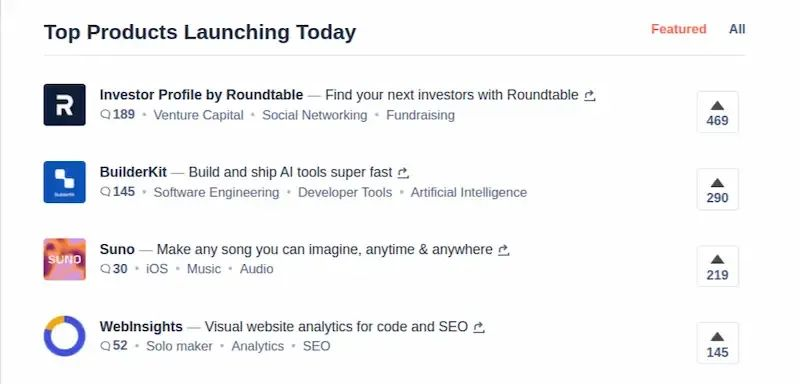 Top Products Launching Today
Featured All
R
Investor Profile by Roundtable — Find your next investors with Roundtable
189 • Venture Capital • Social Networking • Fundraising
469
BuilderKit
BuilderKit — Build and ship AI tools super fast
145 • Software Engineering • Developer Tools • Artificial Intelligence
290
SUNO
Suno — Make any song you can imagine, anytime & anywhere
30 • iOS • Music • Audio
219
WebInsights — Visual website analytics for code and SEO
52 • Solo maker • Analytics • SEO
145